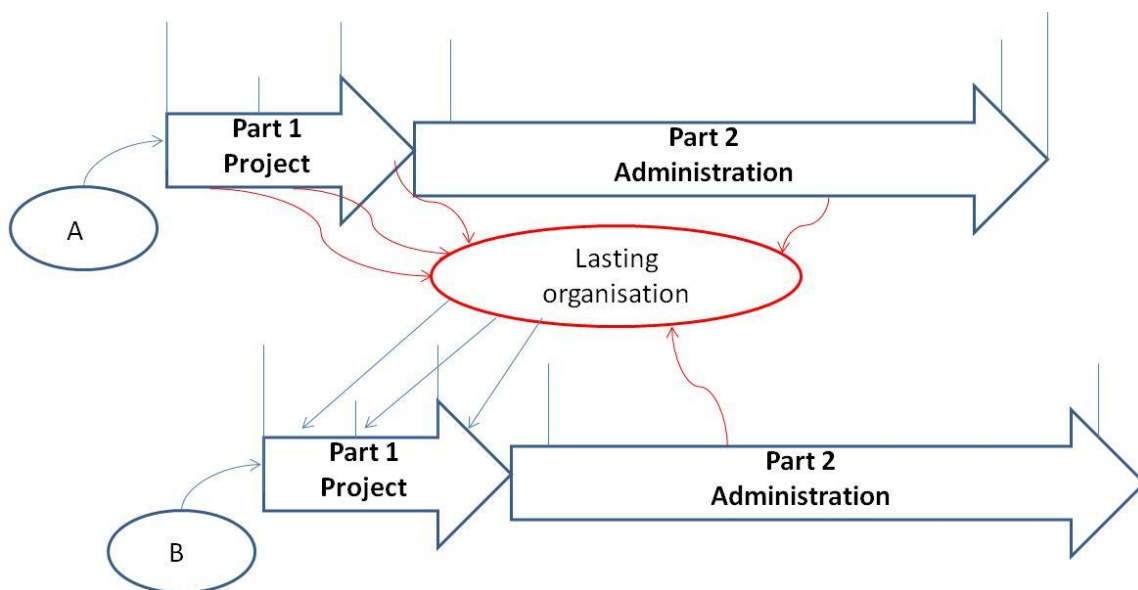 Part 1
Project
Part 2
Administration
A
Lasting
organisation
Part 1
Project
Part 2
Administration
B